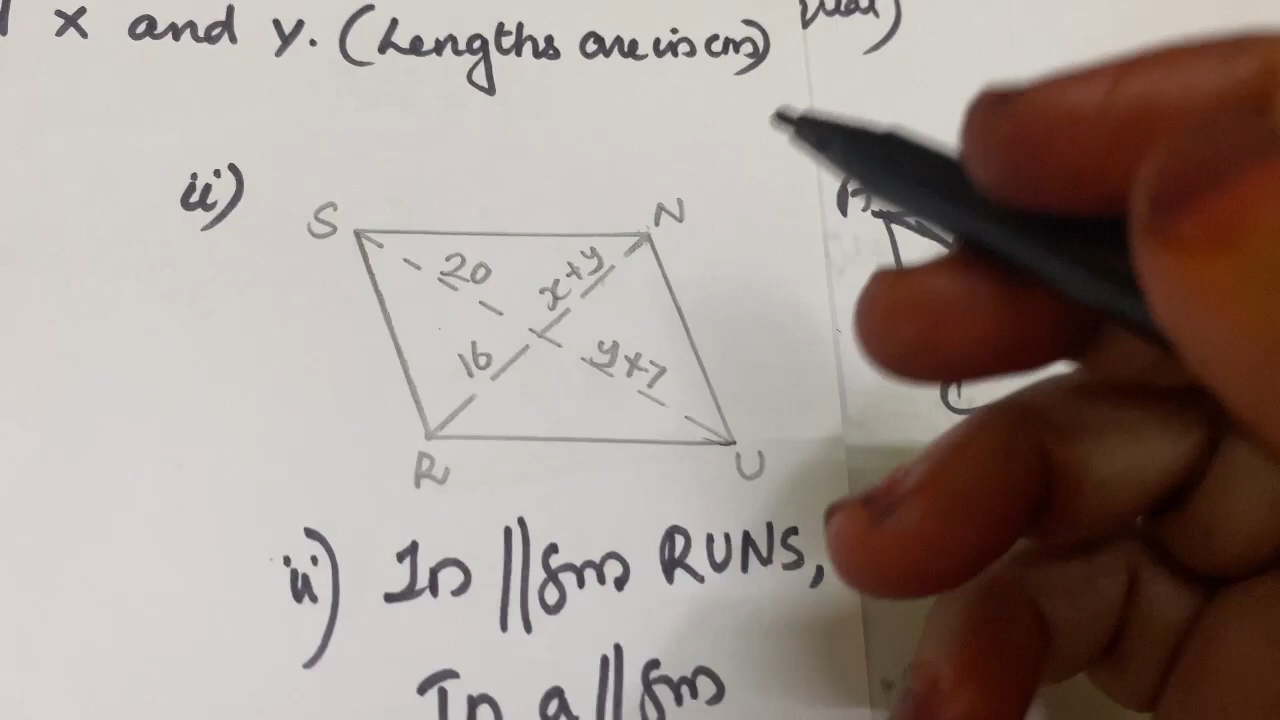 x and y. (Lengths are in cm)
ii)
S N
20 x+y
16 y+7
R U
ii) In ||gm RUNS,
In a ||gm